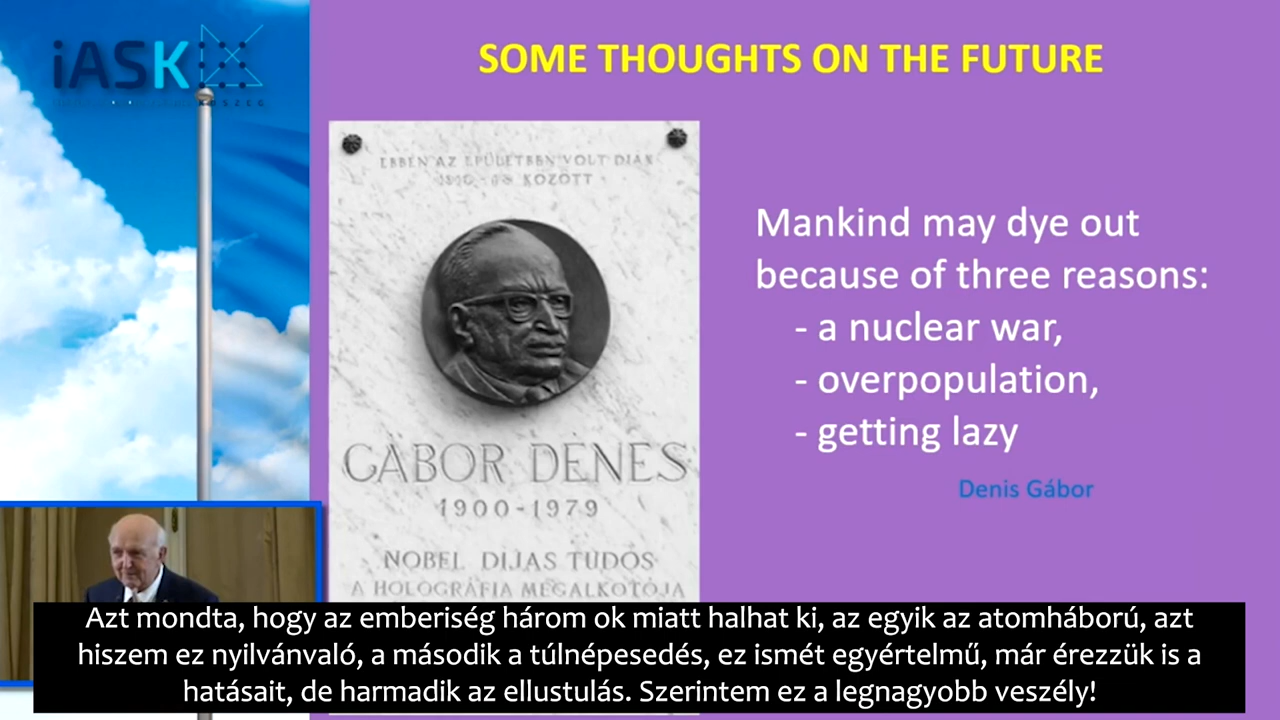 iASK
SOME THOUGHTS ON THE FUTURE
EBBEN AZ ÉPÜLETBEN VOLT DIÁK
KÖZÖTT
GÁBOR DÉNES
1900-1979
NOBEL DÍJAS TUDÓS
A HOLOGRÁFIA MEGALKOTÓJA
Mankind may dye out
because of three reasons:
- a nuclear war,
- overpopulation,
- getting lazy
Denis Gábor
Azt mondta, hogy az emberiség három ok miatt halhat ki, az egyik az atomháború, azt
hiszem ez nyilvánvaló, a második a túlnépesedés, ez ismét egyértelmű, már érezzük is a
hatásait, de harmadik az ellustulás. Szerintem ez a legnagyobb veszély!